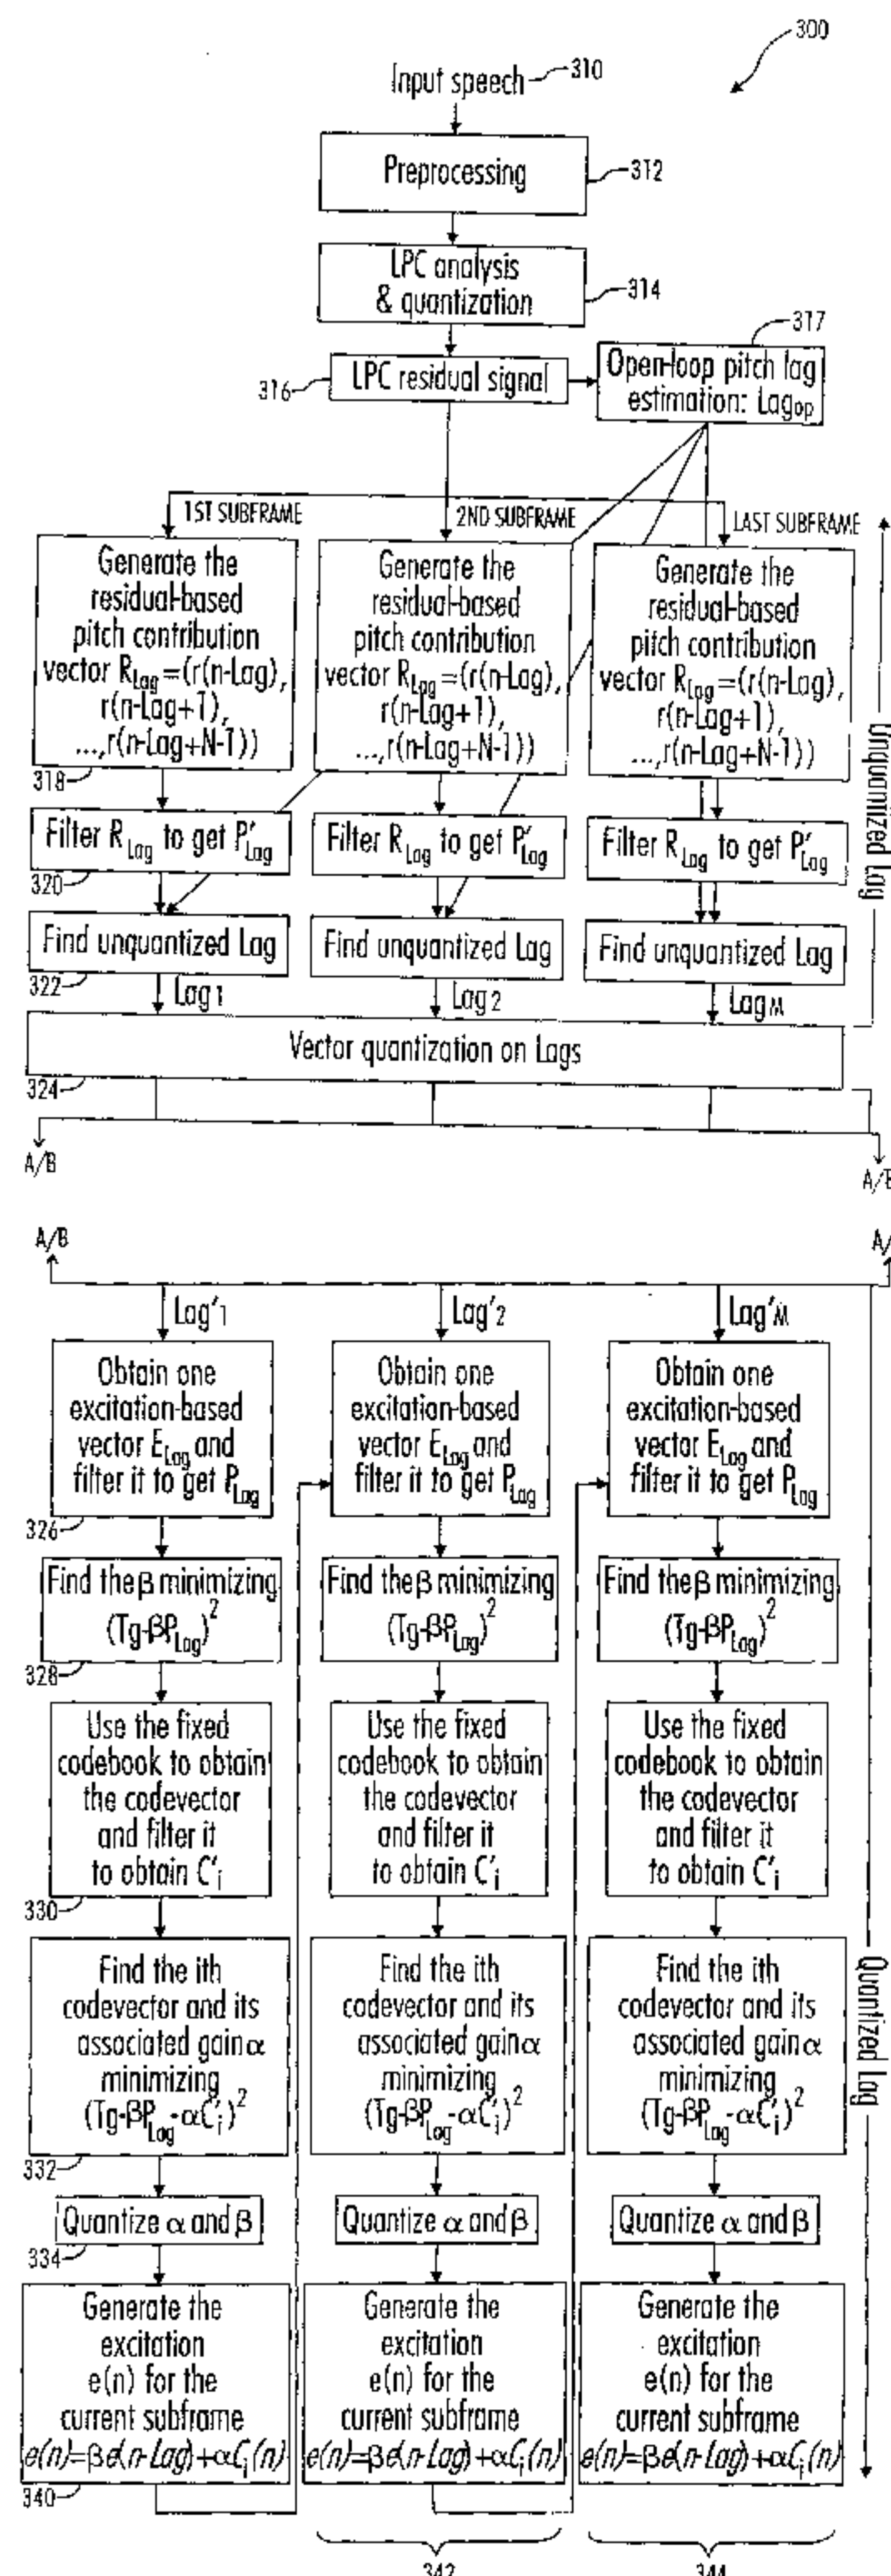 300
Input speech
310
Preprocessing
312
LPC analysis
& quantization
314
LPC residual signal
316
317
Open-loop pitch lag
estimation: Lagop
1ST SUBFRAME
2ND SUBFRAME
LAST SUBFRAME
Generate the
residual-based
pitch contribution
vector RLag=(r(n-Lag),
r(n-Lag+1),
...,r(n-Lag+N-1))
318
Generate the
residual-based
pitch contribution
vector RLag=(r(n-Lag),
r(n-Lag+1),
...,r(n-Lag+N-1))
Generate the
residual-based
pitch contribution
vector RLag=(r(n-Lag),
r(n-Lag+1),
...,r(n-Lag+N-1))
Unquantized Lag
Filter RLag to get P'Lag
320
Filter RLag to get P'Lag
Filter RLag to get P'Lag
Find unquantized Lag
322
Find unquantized Lag
Find unquantized Lag
Lag1
Lag2
LagM
Vector quantization on Lags
324
A/B
A/B
A/B
A/
Lag'1
Lag'2
Lag'M
Obtain one
excitation-based
vector ELag and
filter it to get PLag
326
Obtain one
excitation-based
vector ELag and
filter it to get PLag
Obtain one
excitation-based
vector ELag and
filter it to get PLag
Find the β minimizing
(Tg-βPLag)²
328
Find the β minimizing
(Tg-βPLag)²
Find the β minimizing
(Tg-βPLag)²
Use the fixed
codebook to obtain
the codevector
and filter it
to obtain C'i
330
Use the fixed
codebook to obtain
the codevector
and filter it
to obtain C'i
Use the fixed
codebook to obtain
the codevector
and filter it
to obtain C'i
Quantized Lag
Find the ith
codevector and its
associated gain α
minimizing
(Tg-βPLag-αC'i)²
332
Find the ith
codevector and its
associated gain α
minimizing
(Tg-βPLag-αC'i)²
Find the ith
codevector and its
associated gain α
minimizing
(Tg-βPLag-αC'i)²
Quantize α and β
334
Quantize α and β
Quantize α and β
Generate the
excitation
e(n) for the
current subframe
e(n)=βe(n-Lag)+αCi(n)
340
Generate the
excitation
e(n) for the
current subframe
e(n)=βe(n-Lag)+αCi(n)
Generate the
excitation
e(n) for the
current subframe
e(n)=βe(n-Lag)+αCi(n)
342
344